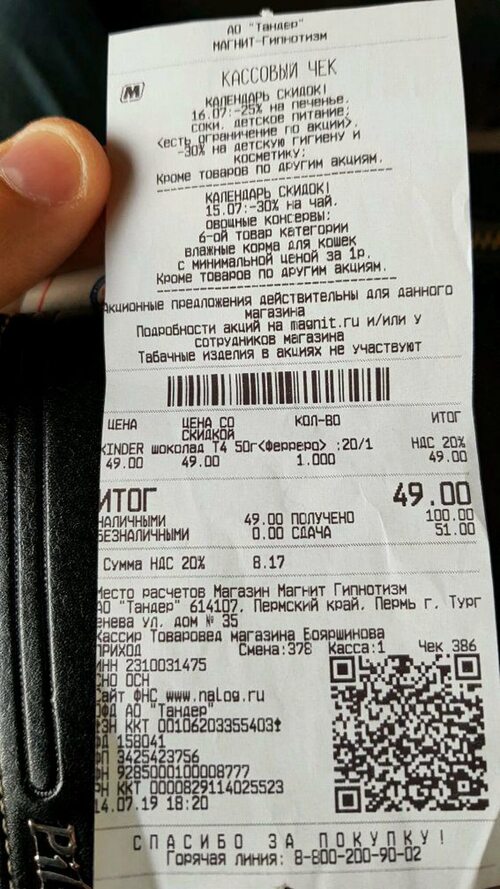 АО "Тандер"
МАГНИТ-Гипнотизм
КАССОВЫЙ ЧЕК
М
КАЛЕНДАРЬ СКИДОК!
16.07:-25% на печенье,
соки, детское питание;
<есть ограничение по акции>,
-30% на детскую гигиену и
косметику;
Кроме товаров по другим акциям.
КАЛЕНДАРЬ СКИДОК!
15.07:-30% на чай,
овощные консервы;
6-ой товар категории
влажные корма для кошек
с минимальной ценой за 1р.
Кроме товаров по другим акциям.
Акционные предложения действительны для данного
магазина
Подробности акций на magnit.ru и/или у
сотрудников магазина
Табачные изделия в акциях не участвуют
ЦЕНА ЦЕНА СО СКИДКОЙ КОЛ-ВО ИТОГ
KINDER шоколад Т4 50г<Ферреро> :20/1 НДС 20%
49.00 49.00 1.000 49.00
ИТОГ 49.00
НАЛИЧНЫМИ 49.00 ПОЛУЧЕНО 100.00
БЕЗНАЛИЧНЫМИ 0.00 СДАЧА 51.00
Сумма НДС 20% 8.17
Место расчетов Магазин Магнит Гипнотизм
АО "Тандер" 614107, Пермский край, Пермь г, Тург
енева ул, дом № 35
Кассир Товаровед магазина Бояршинова
ПРИХОД Смена:378 Касса:1 Чек 386
ИНН 2310031475
СНО ОСН
Сайт ФНС www.nalog.ru
ОФД АО "Тандер"
РЭН ККТ 00106203355403
ФД 158041
ФП 3425423756
ФН 9285000100008777
РН ККТ 0000829114025523
14.07.19 18:20
СПАСИБО ЗА ПОКУПКУ!
Горячая линия: 8-800-200-90-02